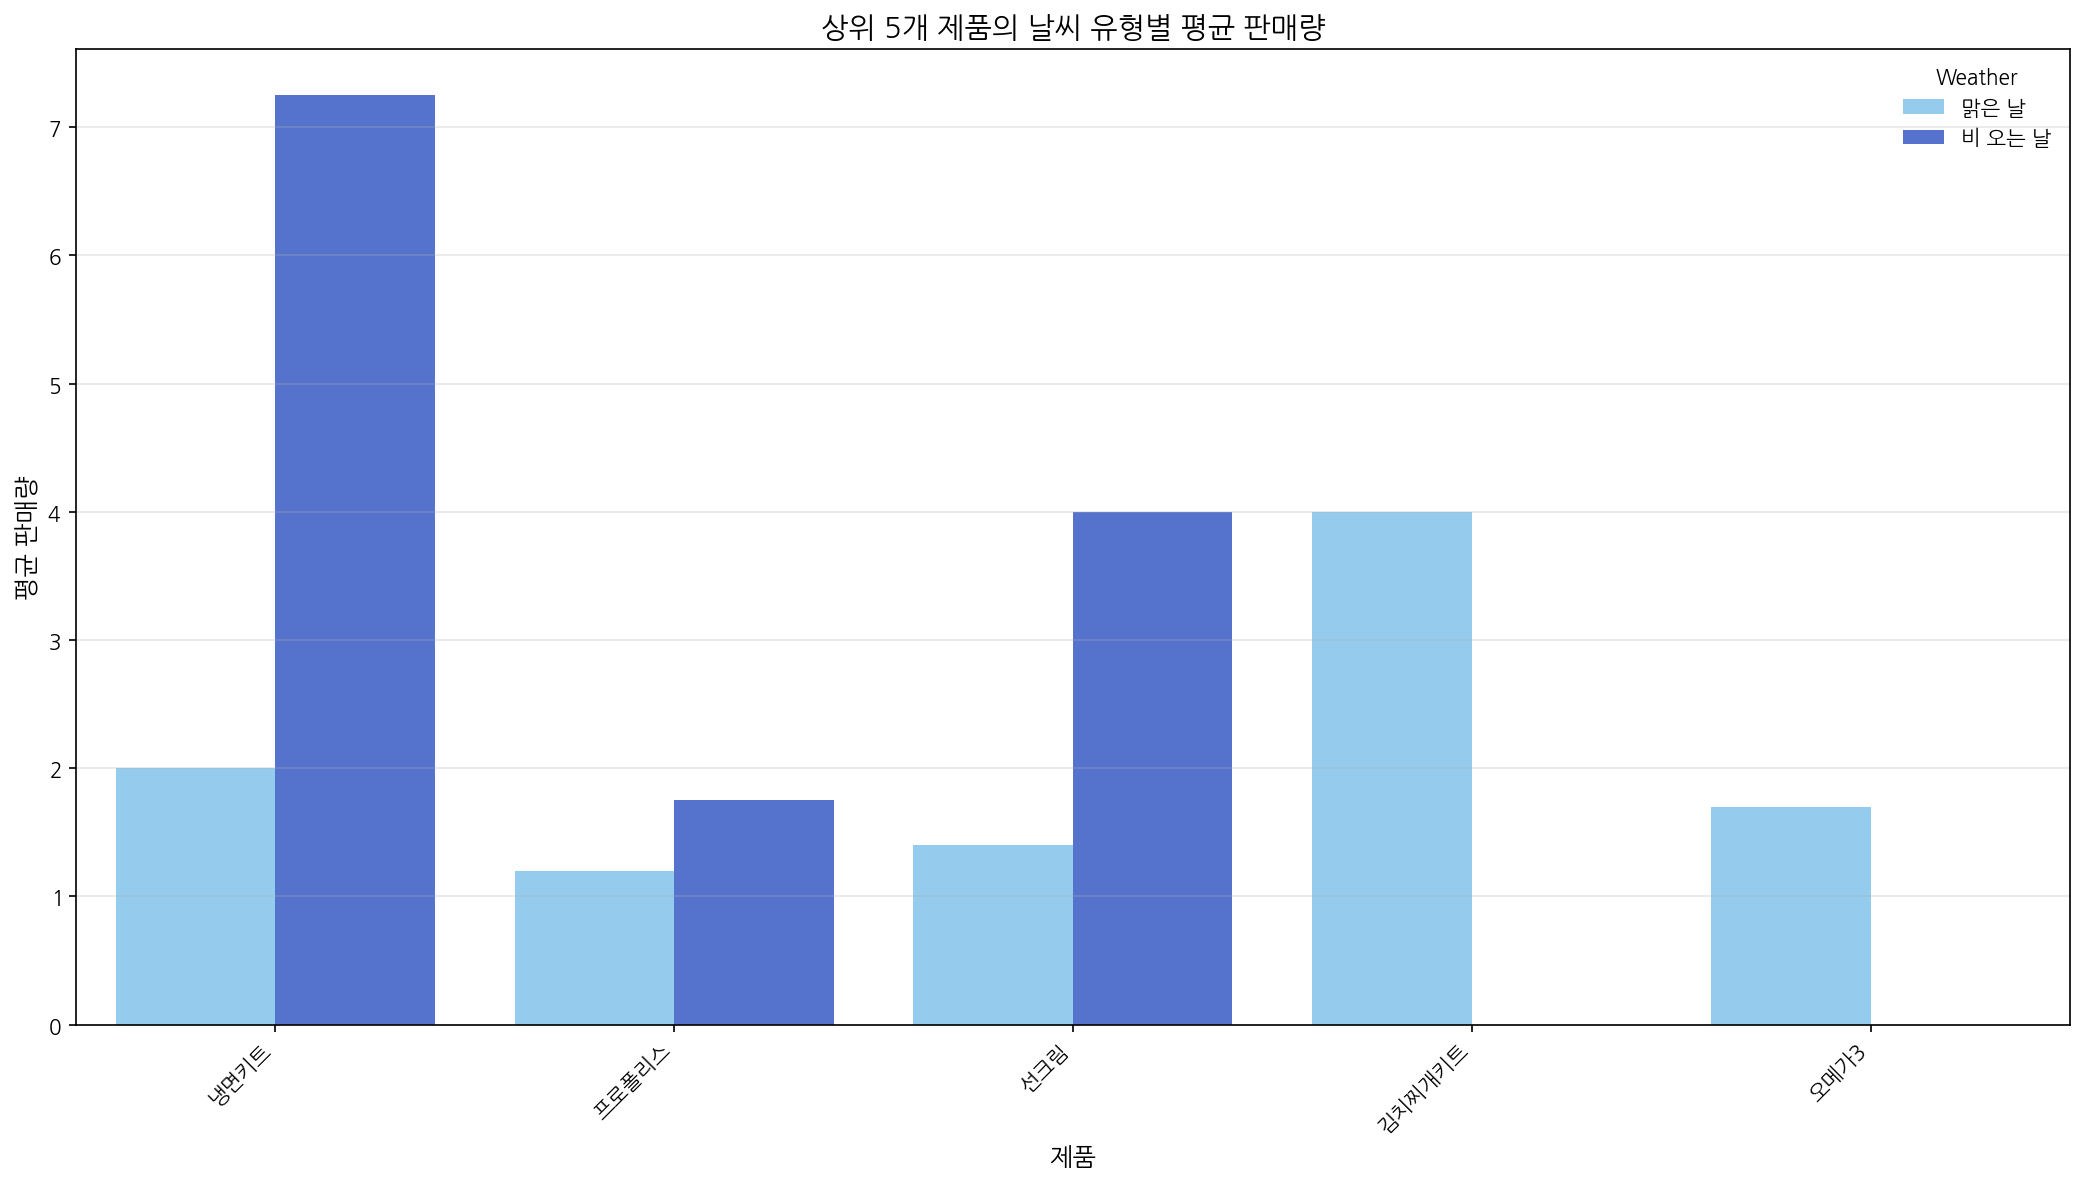 상위 5개 제품의 날씨 유형별 평균 판매량
Weather
맑은 날
비 오는 날
평균 판매량
7
6
5
4
3
2
1
0
냉면키트
프로폴리스
선크림
김치찌개키트
오메가3
제품